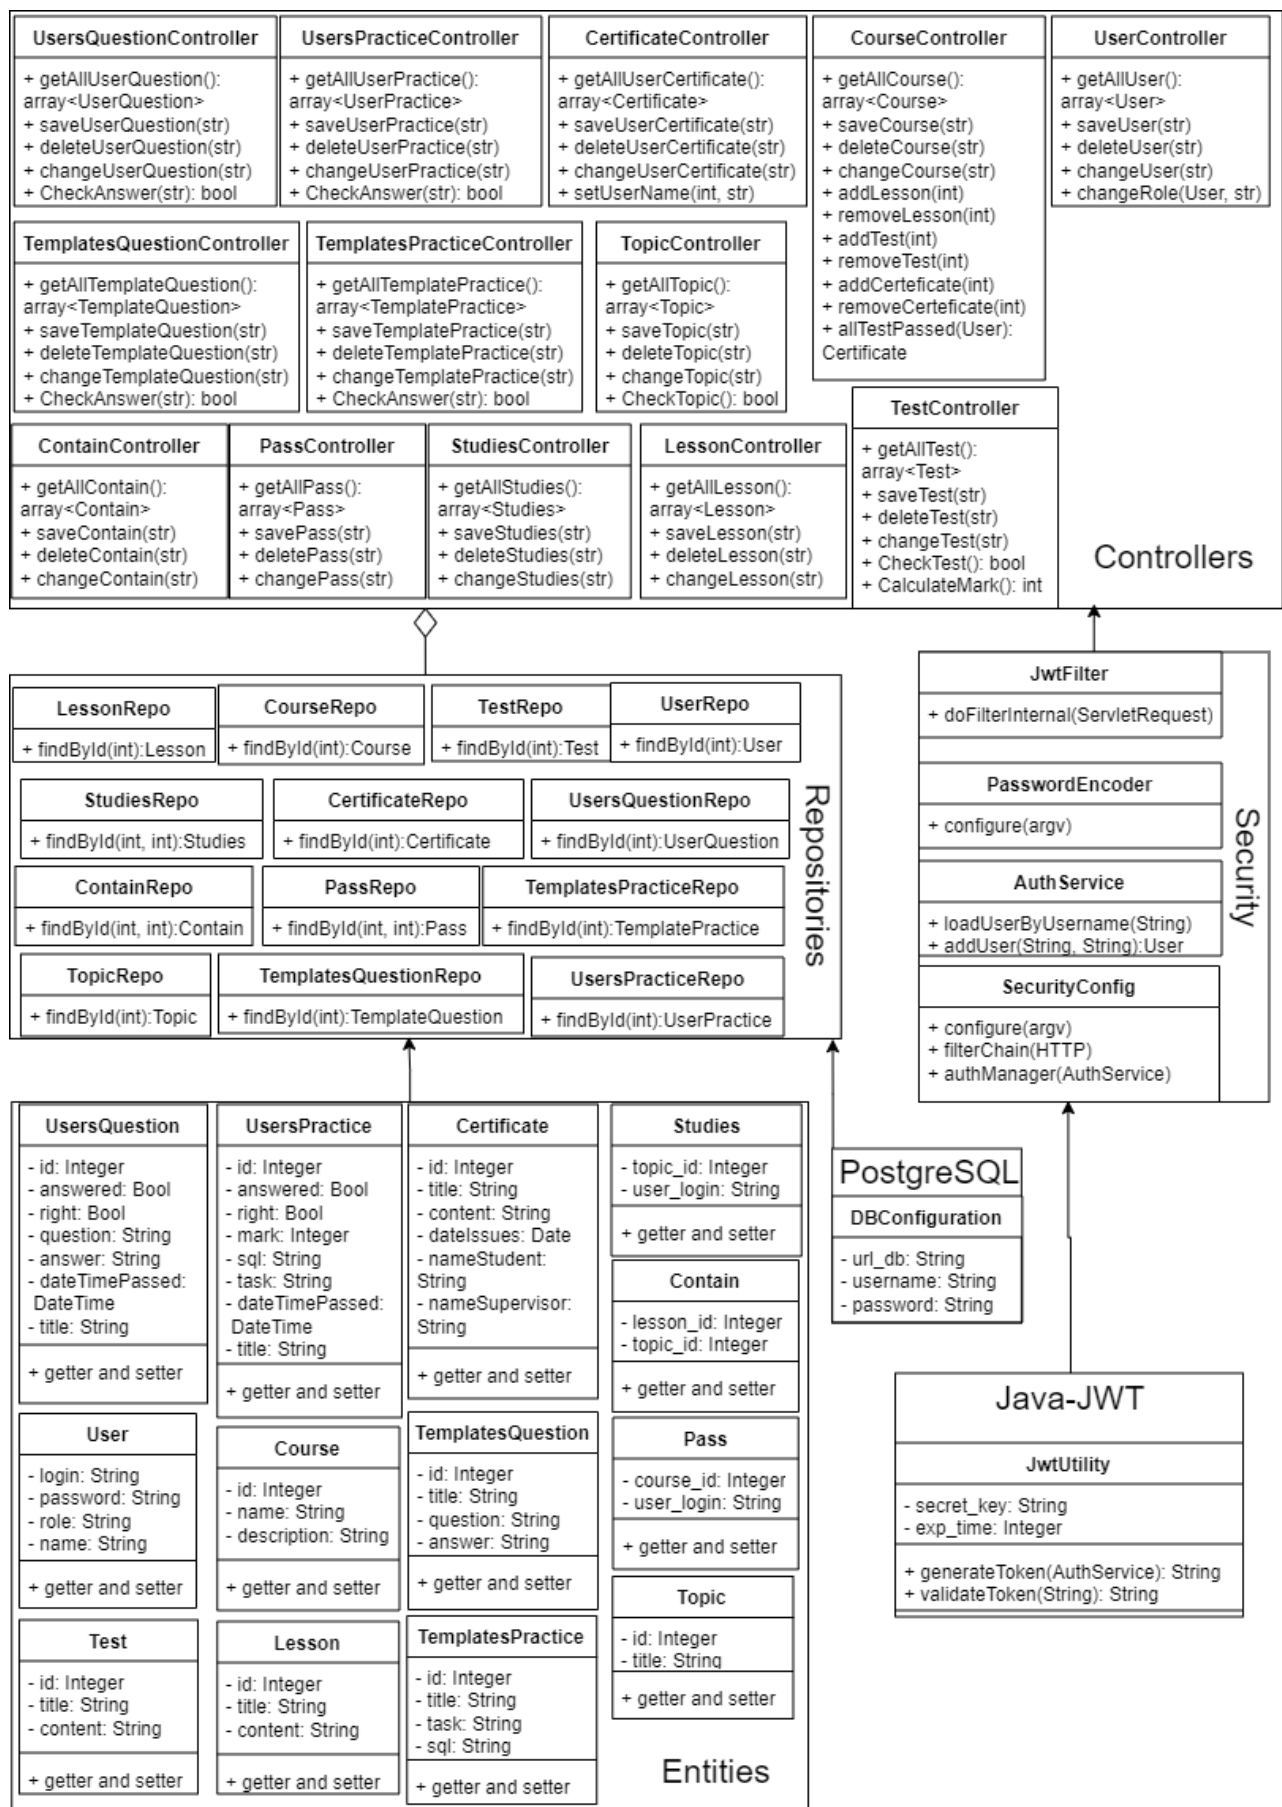 UsersQuestionController
+ getAllUserQuestion():
array<UserQuestion>
+ saveUserQuestion(str)
+ deleteUserQuestion(str)
+ changeUserQuestion(str)
+ CheckAnswer(str): bool
UsersPracticeController
+ getAllUserPractice():
array<UserPractice>
+ saveUserPractice(str)
+ deleteUserPractice(str)
+ changeUserPractice(str)
+ CheckAnswer(str): bool
CertificateController
+ getAllUserCertificate():
array<Certificate>
+ saveUserCertificate(str)
+ deleteUserCertificate(str)
+ changeUserCertificate(str)
+ setUserName(int, str)
CourseController
+ getAllCourse():
array<Course>
+ saveCourse(str)
+ deleteCourse(str)
+ changeCourse(str)
+ addLesson(int)
+ removeLesson(int)
+ addTest(int)
+ removeTest(int)
+ addCerteficate(int)
+ removeCerteficate(int)
+ allTestPassed(User):
Certificate
UserController
+ getAllUser():
array<User>
+ saveUser(str)
+ deleteUser(str)
+ changeUser(str)
+ changeRole(User, str)
TemplatesQuestionController
+ getAllTemplateQuestion():
array<TemplateQuestion>
+ saveTemplateQuestion(str)
+ deleteTemplateQuestion(str)
+ changeTemplateQuestion(str)
+ CheckAnswer(str): bool
TemplatesPracticeController
+ getAllTemplatePractice():
array<TemplatePractice>
+ saveTemplatePractice(str)
+ deleteTemplatePractice(str)
+ changeTemplatePractice(str)
+ CheckAnswer(str): bool
TopicController
+ getAllTopic():
array<Topic>
+ saveTopic(str)
+ deleteTopic(str)
+ changeTopic(str)
+ CheckTopic(): bool
ContainController
+ getAllContain():
array<Contain>
+ saveContain(str)
+ deleteContain(str)
+ changeContain(str)
PassController
+ getAllPass():
array<Pass>
+ savePass(str)
+ deletePass(str)
+ changePass(str)
StudiesController
+ getAllStudies():
array<Studies>
+ saveStudies(str)
+ deleteStudies(str)
+ changeStudies(str)
LessonController
+ getAllLesson():
array<Lesson>
+ saveLesson(str)
+ deleteLesson(str)
+ changeLesson(str)
TestController
+ getAllTest():
array<Test>
+ saveTest(str)
+ deleteTest(str)
+ changeTest(str)
+ CheckTest(): bool
+ CalculateMark(): int
Controllers
LessonRepo
+ findById(int):Lesson
CourseRepo
+ findById(int):Course
TestRepo
+ findById(int):Test
UserRepo
+ findById(int):User
StudiesRepo
+ findById(int, int):Studies
CertificateRepo
+ findById(int):Certificate
UsersQuestionRepo
+ findById(int):UserQuestion
ContainRepo
+ findById(int, int):Contain
PassRepo
+ findById(int, int):Pass
TemplatesPracticeRepo
+ findById(int):TemplatePractice
TopicRepo
+ findById(int):Topic
TemplatesQuestionRepo
+ findById(int):TemplateQuestion
UsersPracticeRepo
+ findById(int):UserPractice
Repositories
JwtFilter
+ doFilterInternal(ServletRequest)
PasswordEncoder
+ configure(argv)
AuthService
+ loadUserByUsername(String)
+ addUser(String, String):User
SecurityConfig
+ configure(argv)
+ filterChain(HTTP)
+ authManager(AuthService)
Security
UsersQuestion
- id: Integer
- answered: Bool
- right: Bool
- question: String
- answer: String
- dateTimePassed:
DateTime
- title: String
+ getter and setter
UsersPractice
- id: Integer
- answered: Bool
- right: Bool
- mark: Integer
- sql: String
- task: String
- dateTimePassed:
DateTime
- title: String
+ getter and setter
Certificate
- id: Integer
- title: String
- content: String
- dateIssues: Date
- nameStudent:
String
- nameSupervisor:
String
+ getter and setter
Studies
- topic_id: Integer
- user_login: String
+ getter and setter
Contain
- lesson_id: Integer
- topic_id: Integer
+ getter and setter
User
- login: String
- password: String
- role: String
- name: String
+ getter and setter
Course
- id: Integer
- name: String
- description: String
+ getter and setter
TemplatesQuestion
- id: Integer
- title: String
- question: String
- answer: String
+ getter and setter
Pass
- course_id: Integer
- user_login: String
+ getter and setter
Topic
- id: Integer
- title: String
+ getter and setter
Test
- id: Integer
- title: String
- content: String
+ getter and setter
Lesson
- id: Integer
- title: String
- content: String
+ getter and setter
TemplatesPractice
- id: Integer
- title: String
- task: String
- sql: String
+ getter and setter
Entities
PostgreSQL
DBConfiguration
- url_db: String
- username: String
- password: String
Java-JWT
JwtUtility
- secret_key: String
- exp_time: Integer
+ generateToken(AuthService): String
+ validateToken(String): String